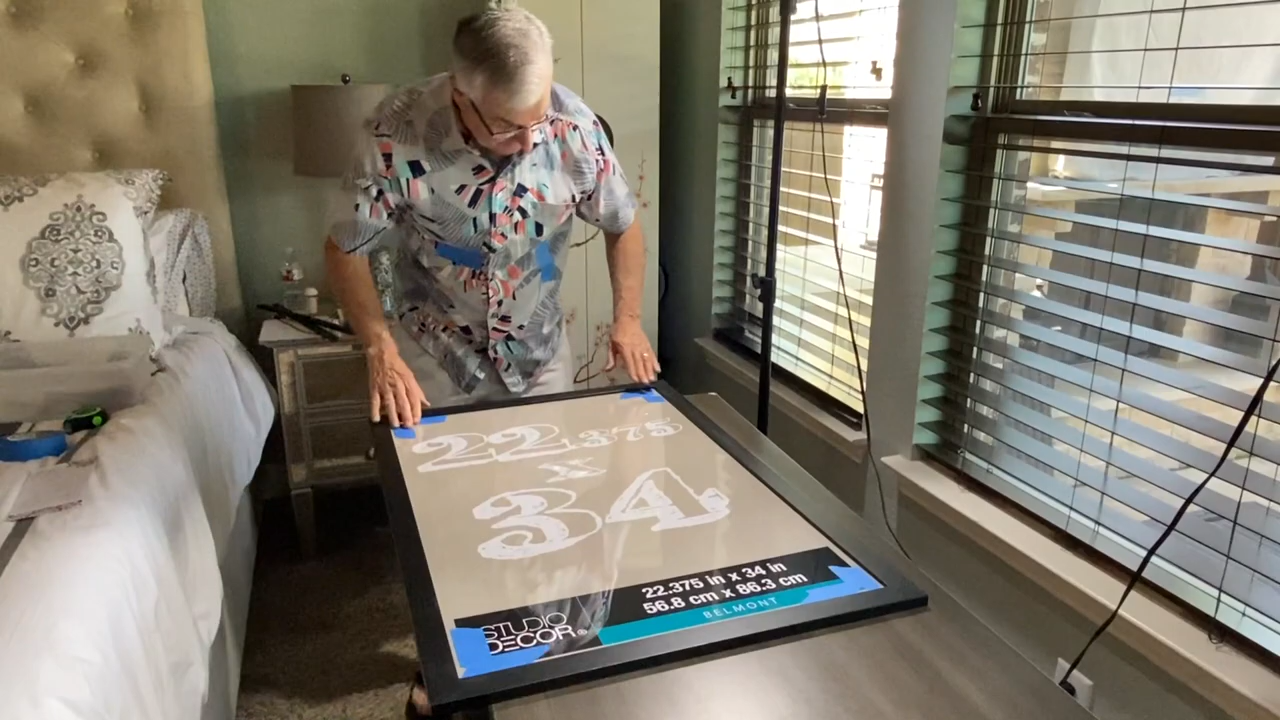 22.375
x
34
22.375 in x 34 in
56.8 cm x 86.3 cm
STUDIO
DECOR®
BELMONT